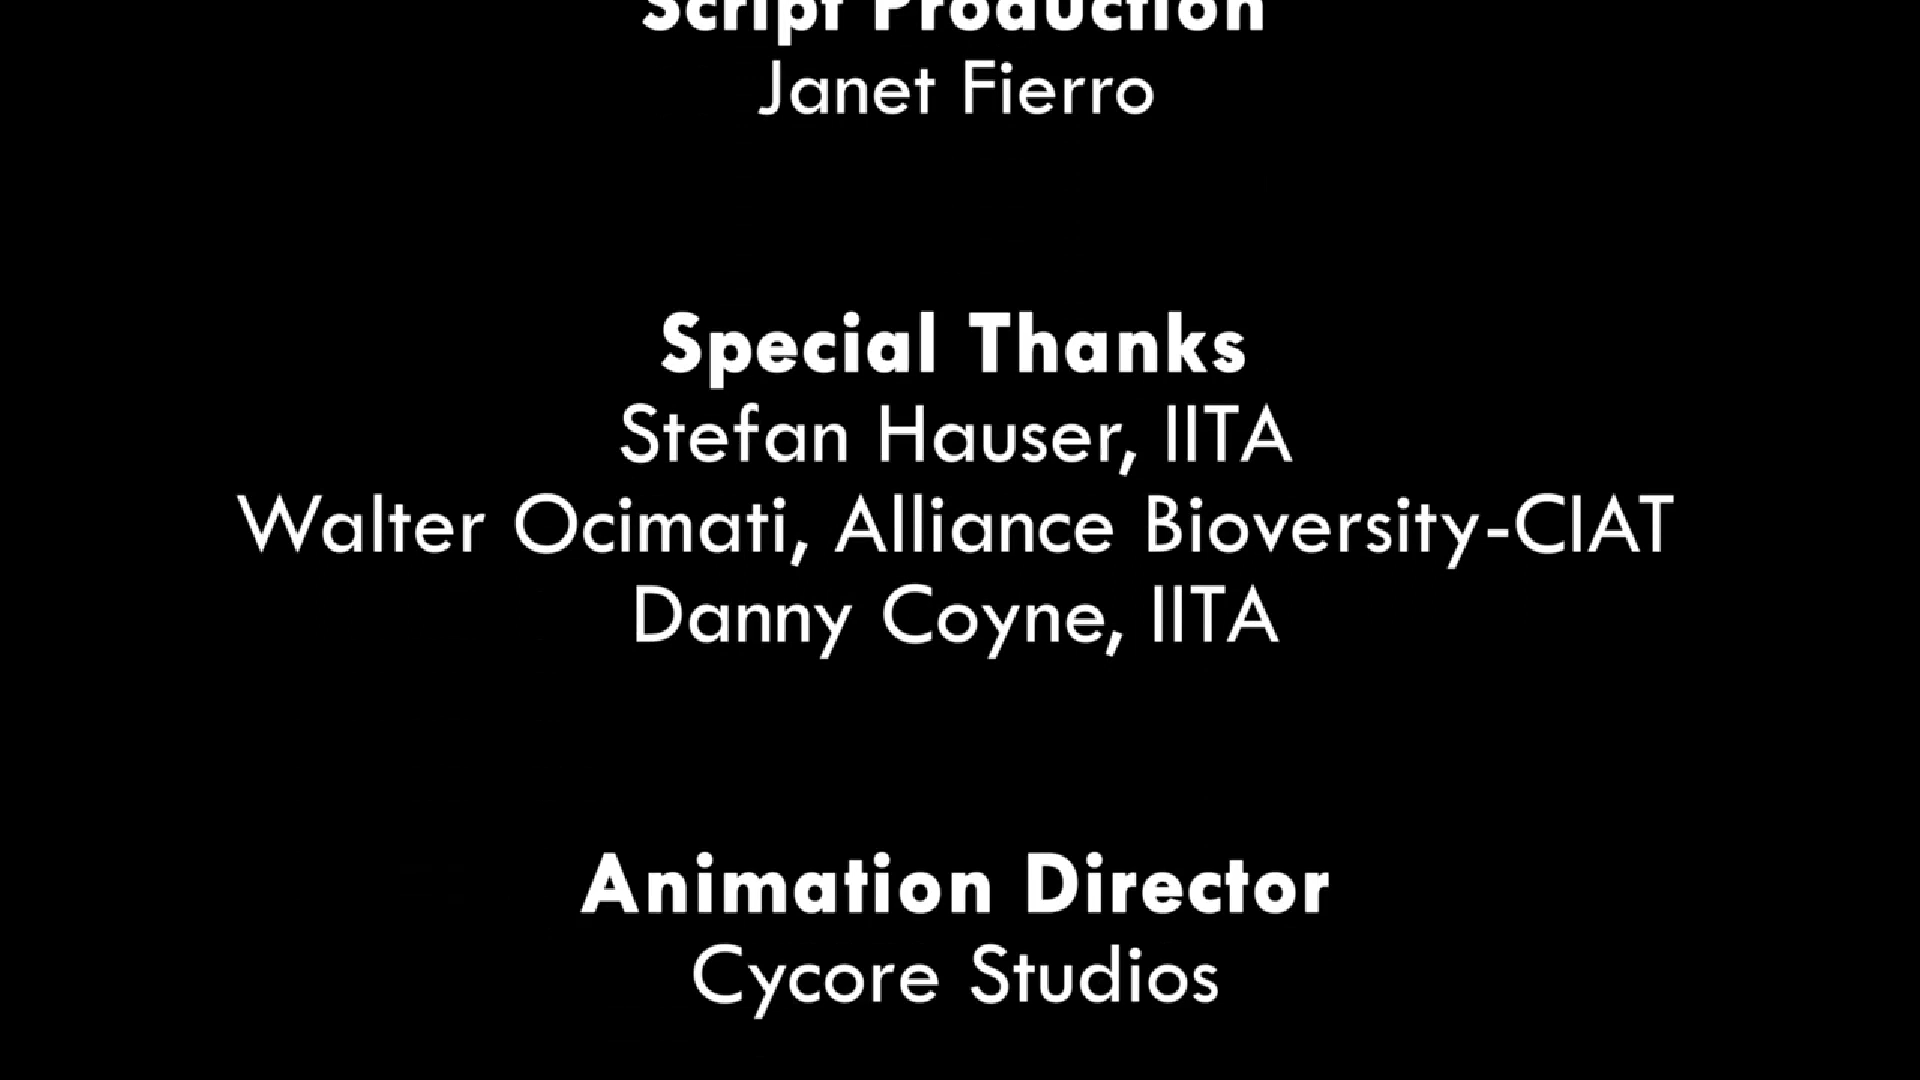 Script Production
Janet Fierro
Special Thanks
Stefan Hauser, IITA
Walter Ocimati, Alliance Bioversity-CIAT
Danny Coyne, IITA
Animation Director
Cycore Studios